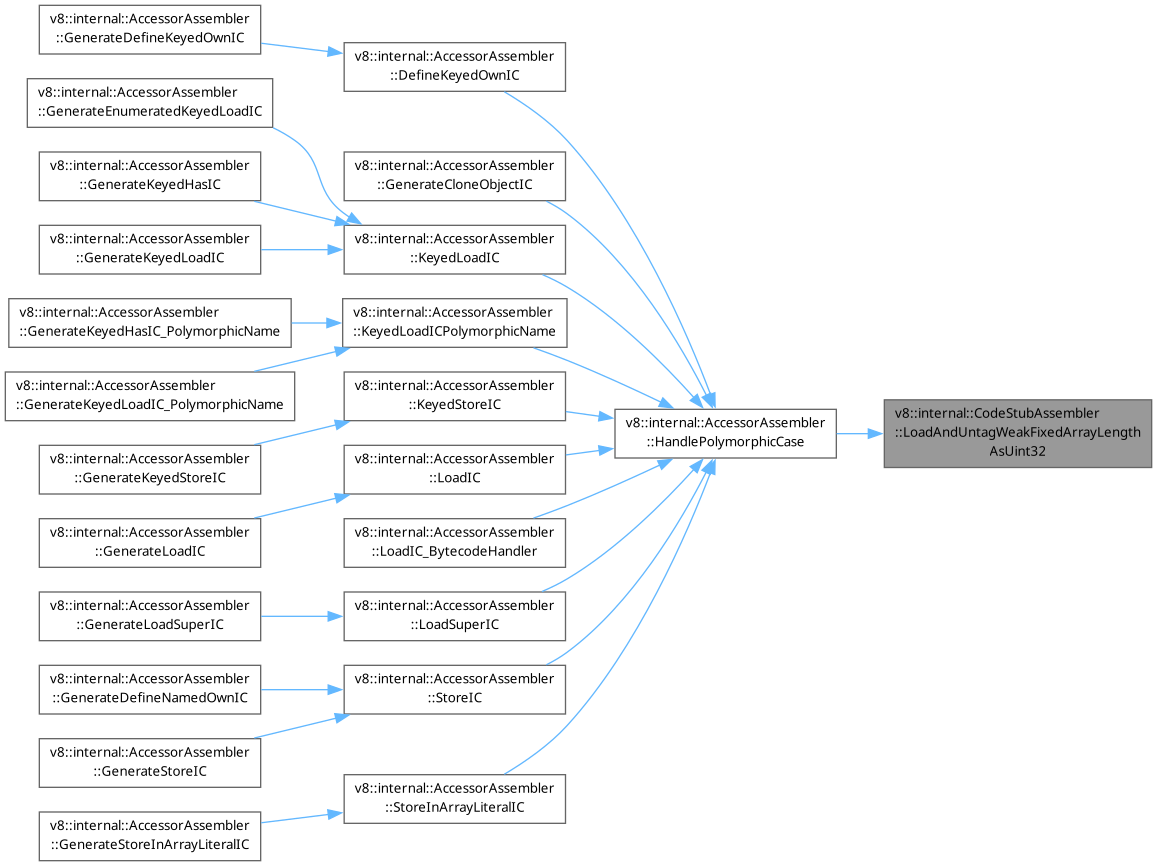 v8::internal::AccessorAssembler
::GenerateDefineKeyedOwnIC
v8::internal::AccessorAssembler
::DefineKeyedOwnIC
v8::internal::AccessorAssembler
::GenerateEnumeratedKeyedLoadIC
v8::internal::AccessorAssembler
::GenerateKeyedHasIC
v8::internal::AccessorAssembler
::GenerateCloneObjectIC
v8::internal::AccessorAssembler
::GenerateKeyedLoadIC
v8::internal::AccessorAssembler
::KeyedLoadIC
v8::internal::AccessorAssembler
::GenerateKeyedHasIC_PolymorphicName
v8::internal::AccessorAssembler
::KeyedLoadICPolymorphicName
v8::internal::AccessorAssembler
::GenerateKeyedLoadIC_PolymorphicName
v8::internal::AccessorAssembler
::KeyedStoreIC
v8::internal::AccessorAssembler
::HandlePolymorphicCase
v8::internal::CodeStubAssembler
::LoadAndUntagWeakFixedArrayLength
AsUint32
v8::internal::AccessorAssembler
::GenerateKeyedStoreIC
v8::internal::AccessorAssembler
::LoadIC
v8::internal::AccessorAssembler
::GenerateLoadIC
v8::internal::AccessorAssembler
::LoadIC_BytecodeHandler
v8::internal::AccessorAssembler
::GenerateLoadSuperIC
v8::internal::AccessorAssembler
::LoadSuperIC
v8::internal::AccessorAssembler
::GenerateDefineNamedOwnIC
v8::internal::AccessorAssembler
::StoreIC
v8::internal::AccessorAssembler
::GenerateStoreIC
v8::internal::AccessorAssembler
::StoreInArrayLiteralIC
v8::internal::AccessorAssembler
::GenerateStoreInArrayLiteralIC